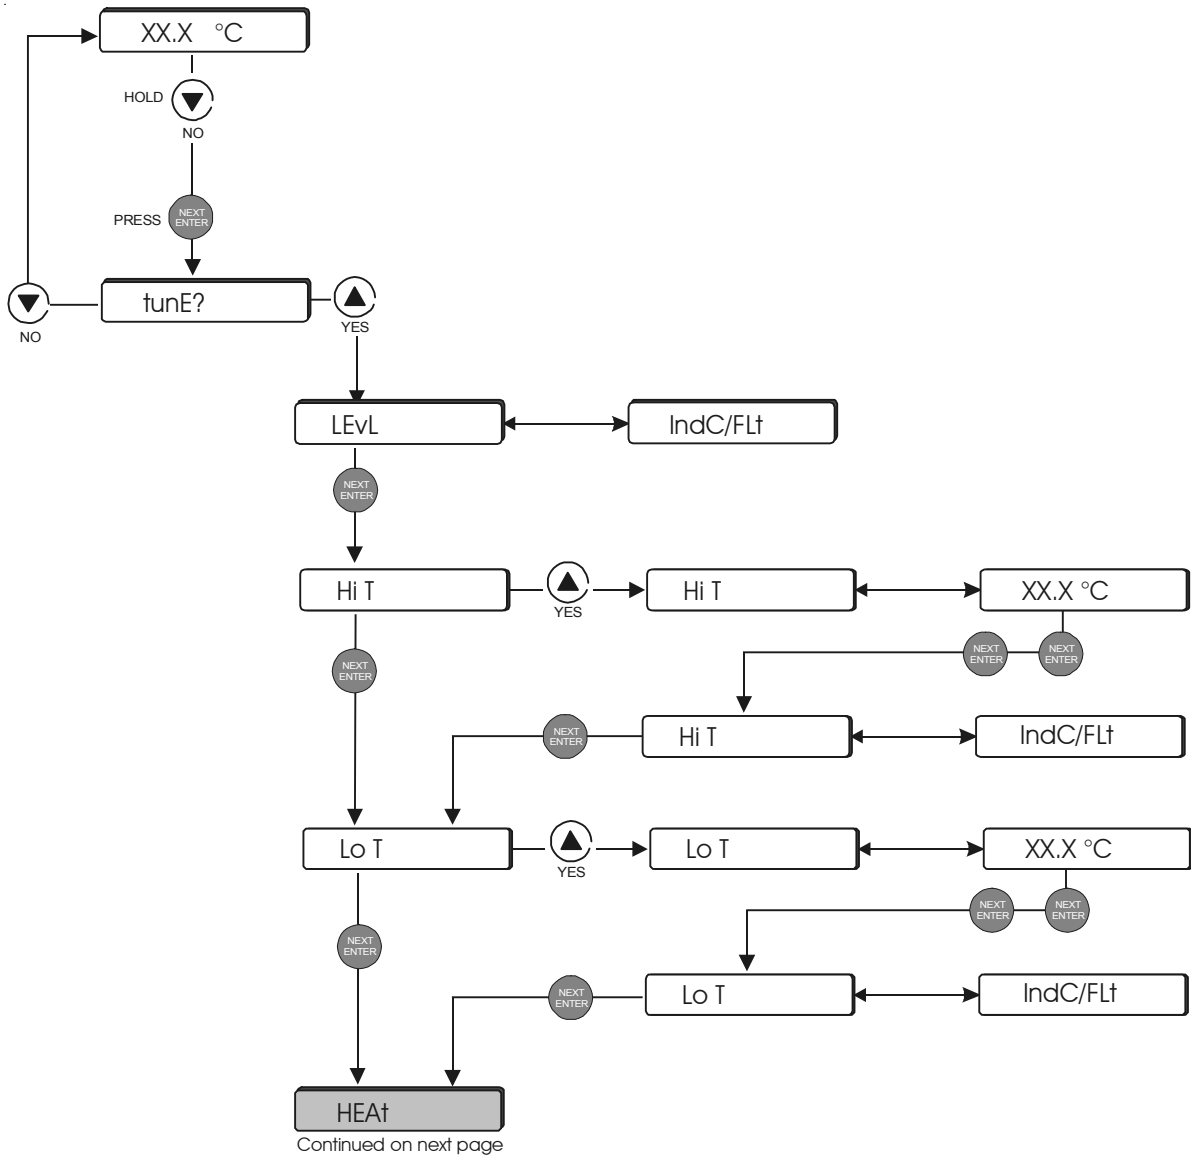 XX.X °C
HOLD
NO
PRESS
NEXT
ENTER
tunE?
NO
YES
LEvL
IndC/FLt
NEXT
ENTER
Hi T
YES
Hi T
XX.X °C
NEXT
ENTER
NEXT
ENTER
NEXT
ENTER
Hi T
IndC/FLt
NEXT
ENTER
Lo T
YES
Lo T
XX.X °C
NEXT
ENTER
NEXT
ENTER
NEXT
ENTER
Lo T
IndC/FLt
NEXT
ENTER
HEAt
Continued on next page